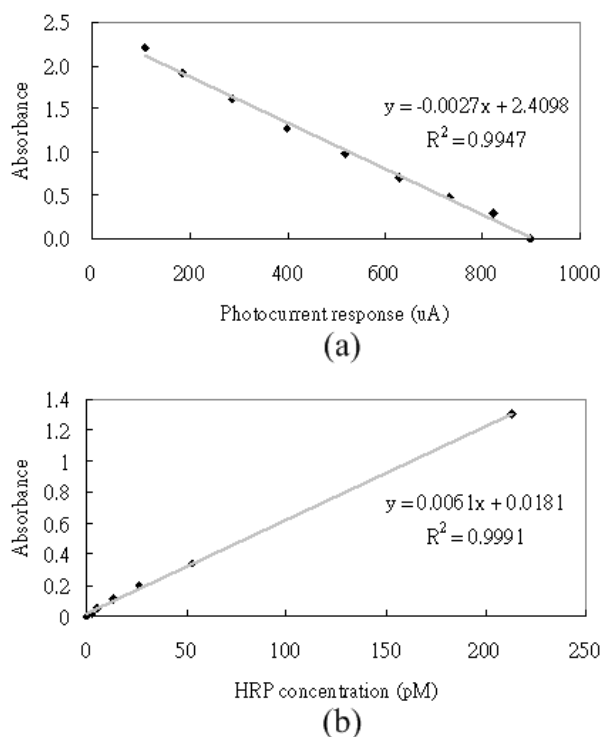 2.5
2.0
1.5
1.0
0.5
0.0
Absorbance
y = -0.0027x + 2.4098
R² = 0.9947
0 200 400 600 800 1000
Photocurrent response (uA)
(a)
1.4
1.2
1
0.8
0.6
0.4
0.2
0
Absorbance
y = 0.0061x + 0.0181
R² = 0.9991
0 50 100 150 200 250
HRP concentration (pM)
(b)